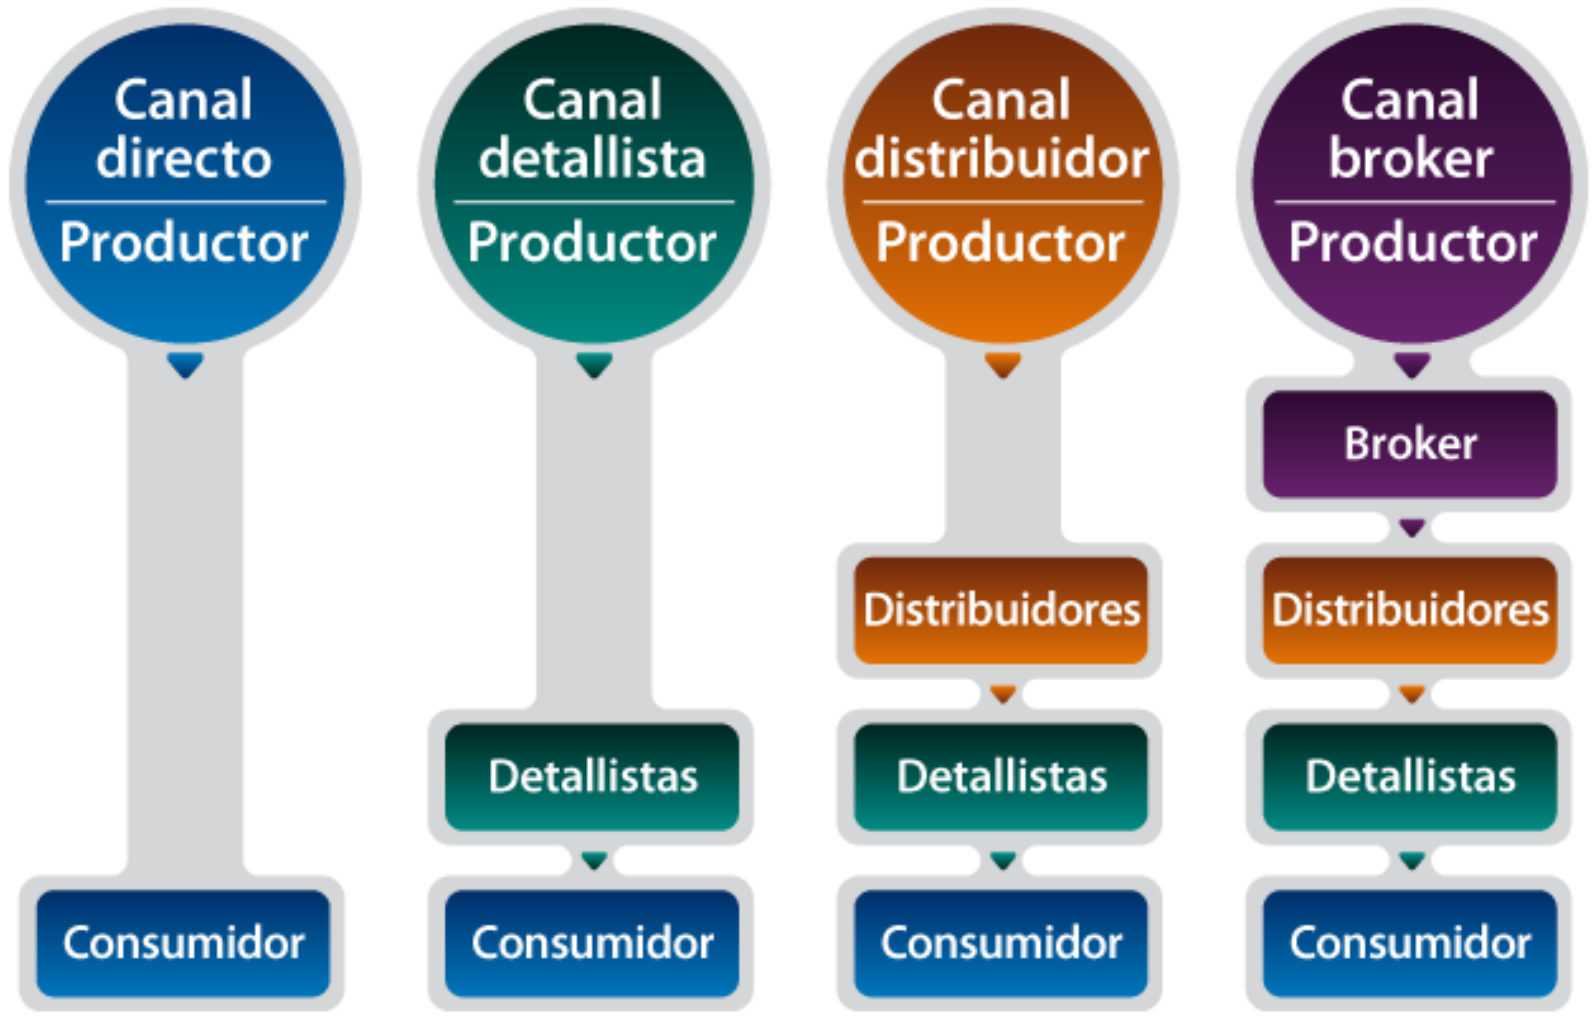 Canal
directo
Productor
Consumidor
Canal
detallista
Productor
Detallistas
Consumidor
Canal
distribuidor
Productor
Distribuidores
Detallistas
Consumidor
Canal
broker
Productor
Broker
Distribuidores
Detallistas
Consumidor